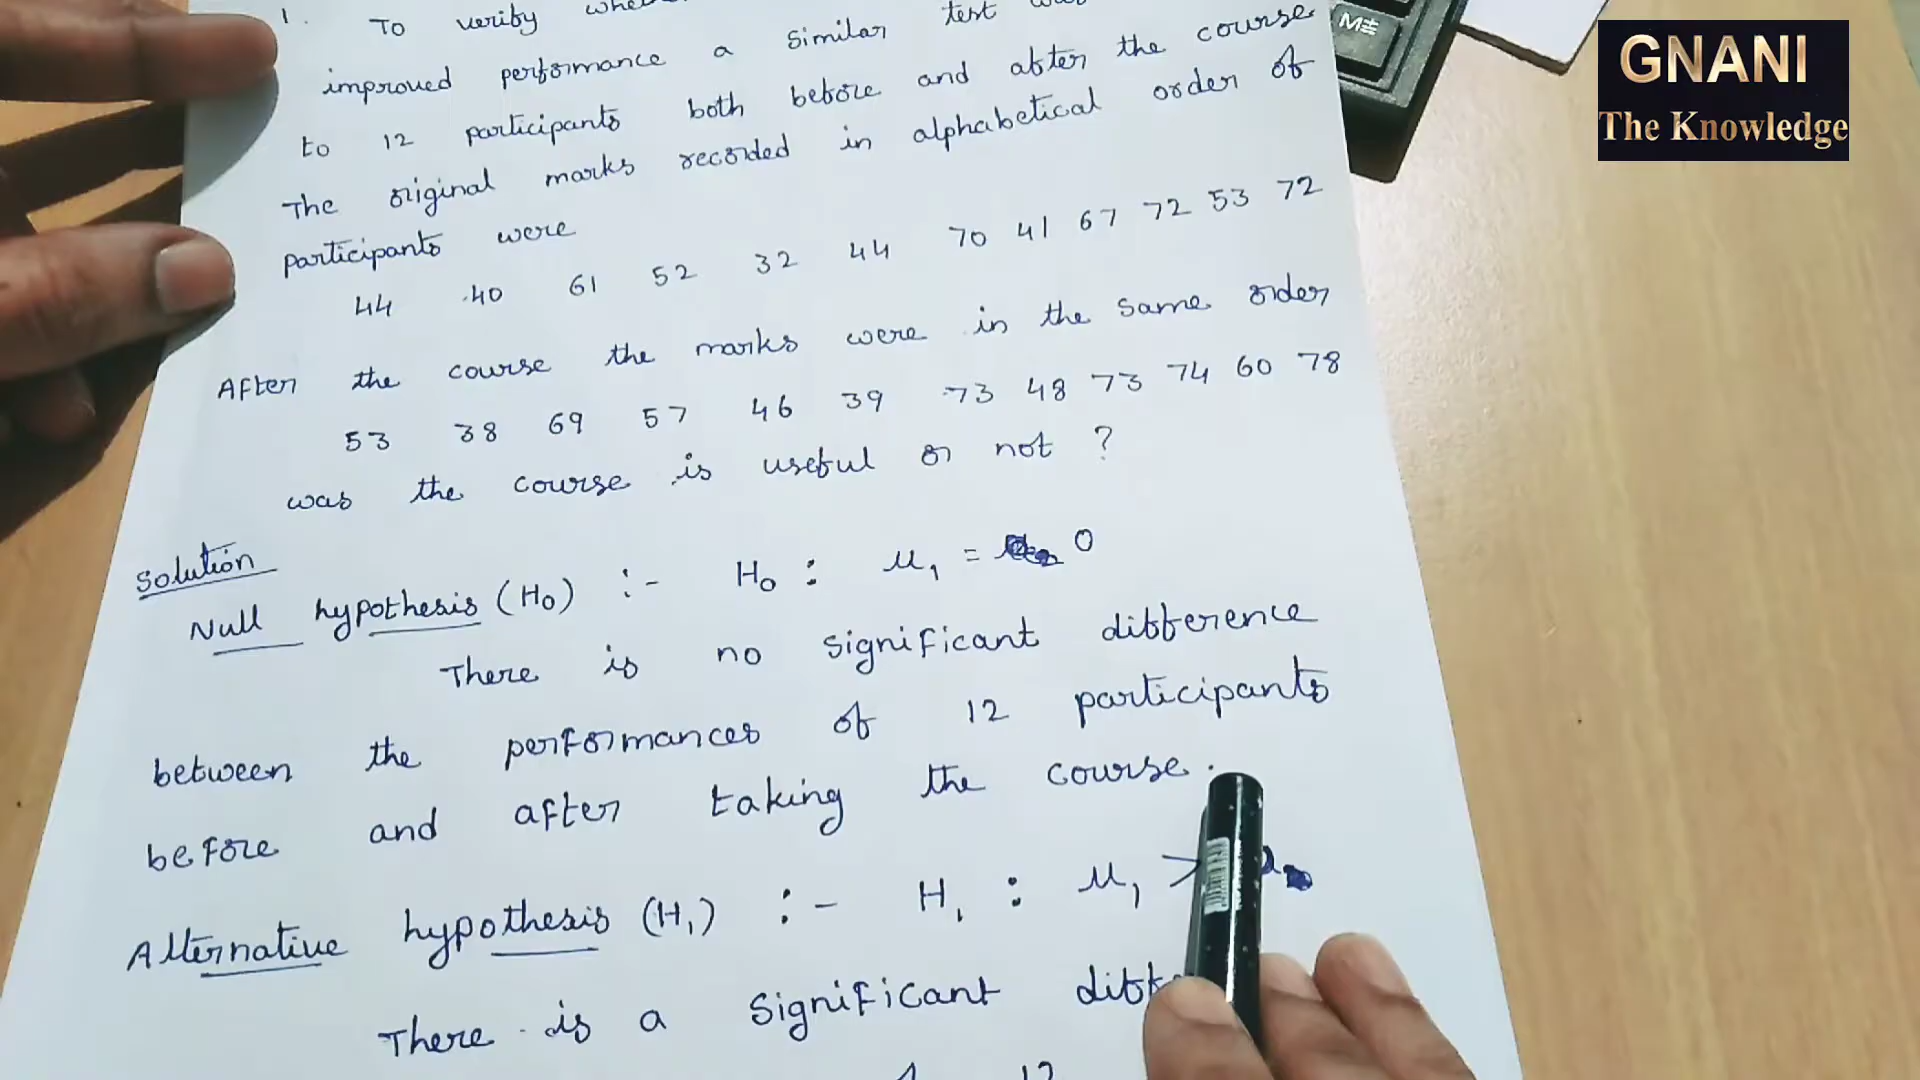 1. To verify
improved performance a similar test
to 12 participants both before and after the course
The original marks recorded in alphabetical order of
participants were
44 40 61 52 32 44 70 41 67 72 53 72
After the course the marks were in the same order
53 38 69 57 46 39 73 48 73 74 60 78
was the course is useful or not ?
Solution
Null hypothesis (H₀) :- H₀ : μ₁ = 0
There is no significant difference
between the performances of 12 participants
before and after taking the course.
Alternative hypothesis (H₁) :- H₁ : μ₁ >
There is a significant
12
M
GNANI
The Knowledge